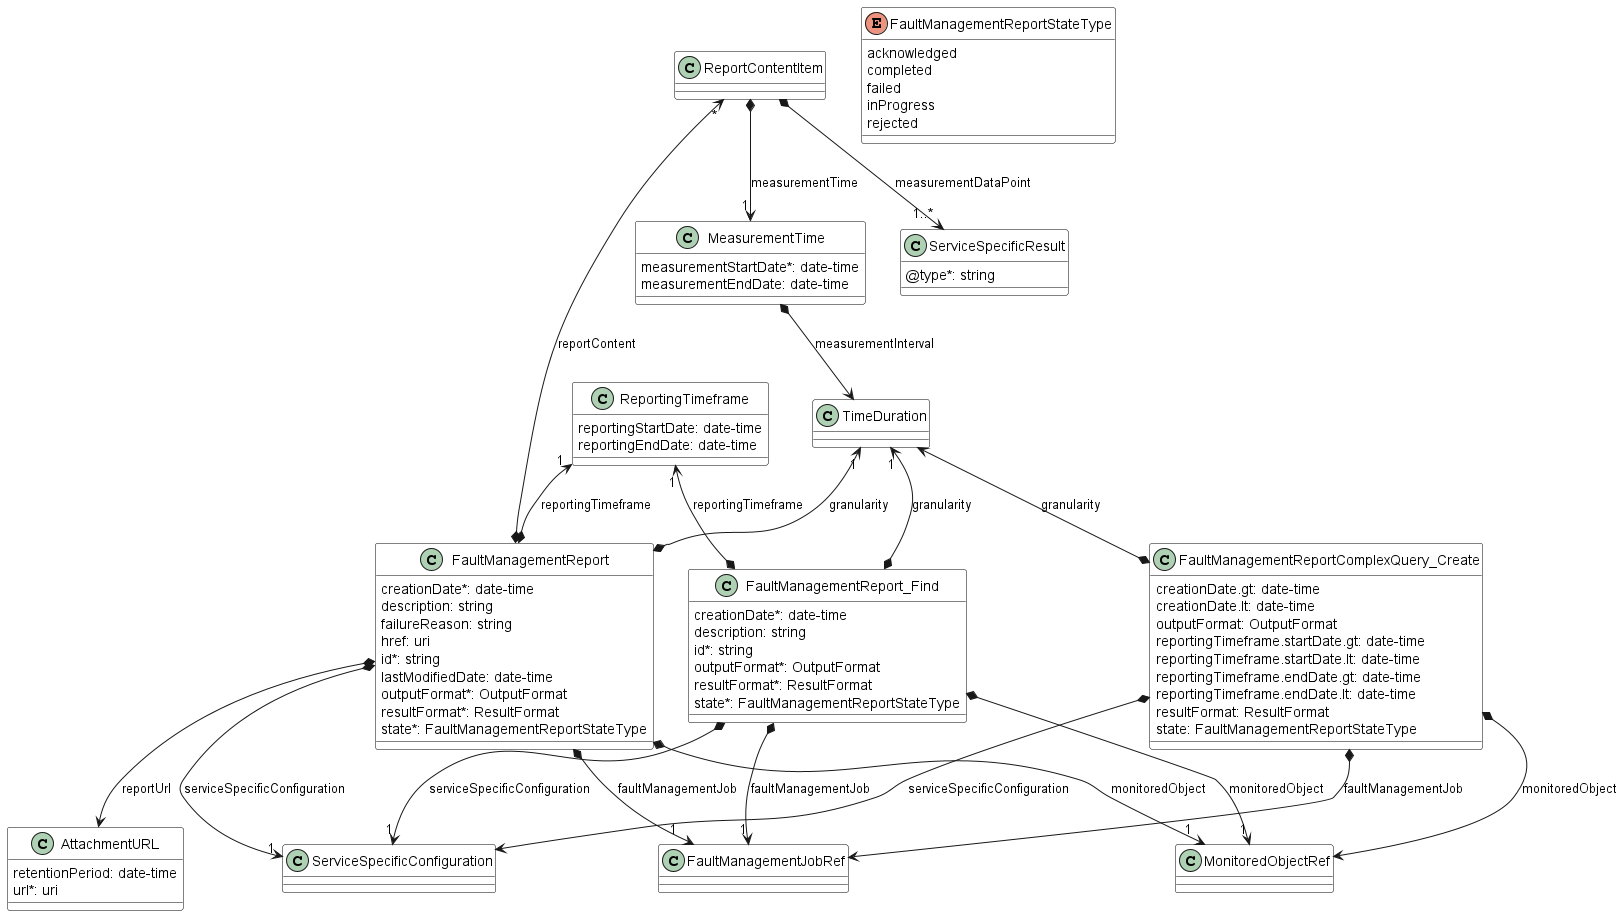 E FaultManagementReportStateType
acknowledged
completed
failed
inProgress
rejected
C ReportContentItem
*
measurementTime
measurementDataPoint
1
1..*
C MeasurementTime
measurementStartDate*: date-time
measurementEndDate: date-time
C ServiceSpecificResult
@type*: string
reportContent
measurementInterval
C ReportingTimeframe
reportingStartDate: date-time
reportingEndDate: date-time
C TimeDuration
1
1
1
1
reportingTimeframe
reportingTimeframe
granularity
granularity
granularity
C FaultManagementReport
creationDate*: date-time
description: string
failureReason: string
href: uri
id*: string
lastModifiedDate: date-time
outputFormat*: OutputFormat
resultFormat*: ResultFormat
state*: FaultManagementReportStateType
C FaultManagementReport_Find
creationDate*: date-time
description: string
id*: string
outputFormat*: OutputFormat
resultFormat*: ResultFormat
state*: FaultManagementReportStateType
C FaultManagementReportComplexQuery_Create
creationDate.gt: date-time
creationDate.lt: date-time
outputFormat: OutputFormat
reportingTimeframe.startDate.gt: date-time
reportingTimeframe.startDate.lt: date-time
reportingTimeframe.endDate.gt: date-time
reportingTimeframe.endDate.lt: date-time
resultFormat: ResultFormat
state: FaultManagementReportStateType
reportUrl
serviceSpecificConfiguration
serviceSpecificConfiguration
faultManagementJob
faultManagementJob
serviceSpecificConfiguration
monitoredObject
monitoredObject
faultManagementJob
monitoredObject
1
1
1
1
1
1
C AttachmentURL
retentionPeriod: date-time
url*: uri
C ServiceSpecificConfiguration
C FaultManagementJobRef
C MonitoredObjectRef